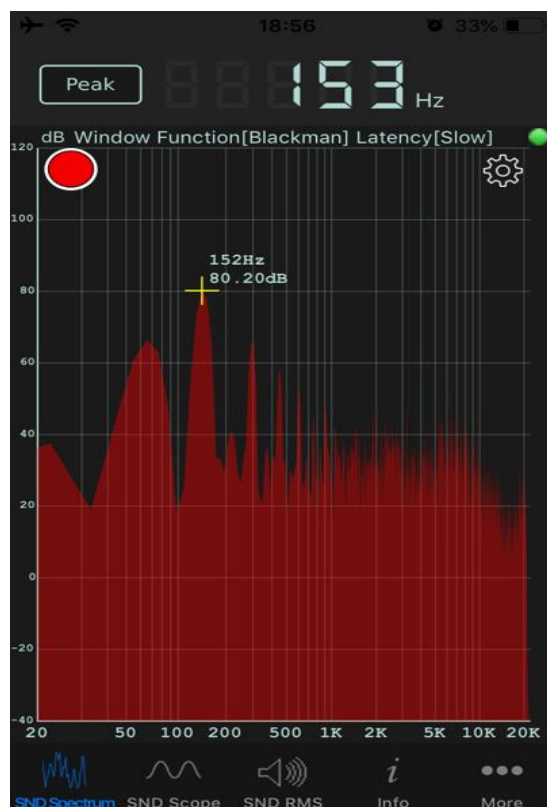 18:56 33%
Peak 153 Hz
dB Window Function[Blackman] Latency[Slow]
120
100
152Hz
80.20dB
80
60
40
20
0
-20
-40
20 50 100 200 500 1K 2K 5K 10K 20K
SND Spectrum SND Scope SND RMS Info More